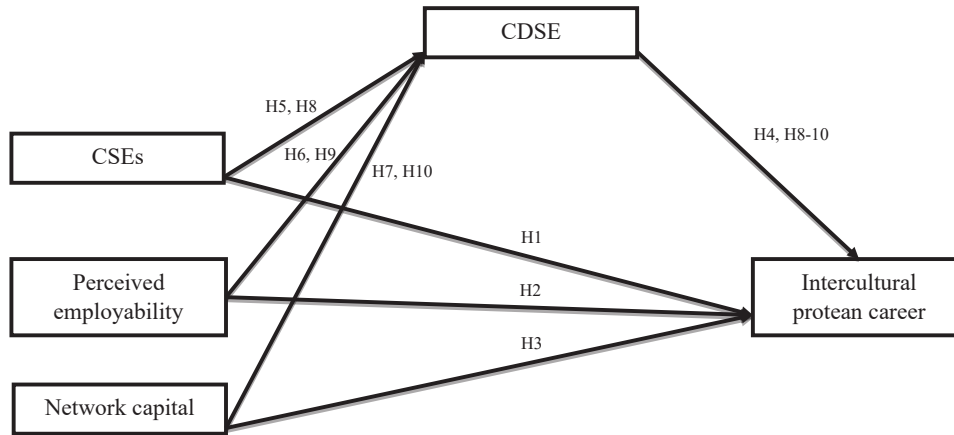 CDSE
H5, H8
H4, H8-10
CSEs
H6, H9
H7, H10
H1
Perceived
employability
H2
Intercultural
protean career
H3
Network capital